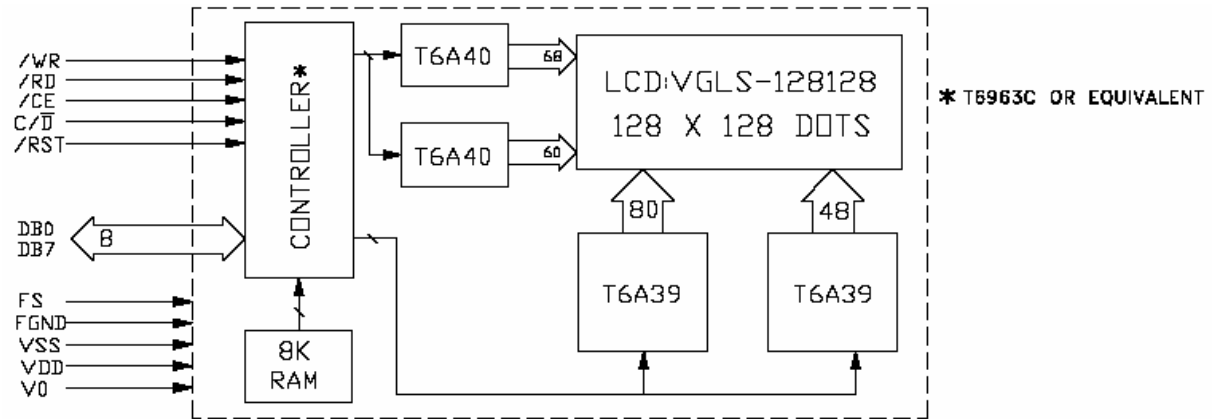 /WR
/RD
/CE
C/D̅
/RST
DB0
DB7
8
FS
FGND
VSS
VDD
V0
CONTROLLER*
8K
RAM
T6A40
68
T6A40
60
LCD:VGLS-128128
128 X 128 DOTS
80
48
T6A39
T6A39
* T6963C OR EQUIVALENT